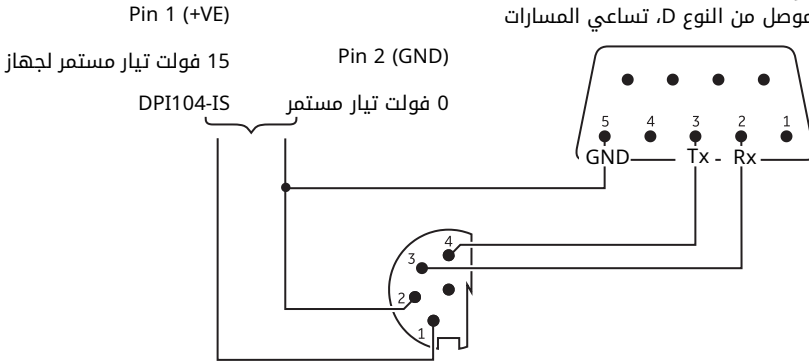 موصل من النوع D، تساعي المسارات
Pin 1 (+VE)
15 فولت تيار مستمر لجهاز
DPI104-IS
Pin 2 (GND)
0 فولت تيار مستمر
5 4 3 2 1
GND Tx - Rx
4
3
2
1